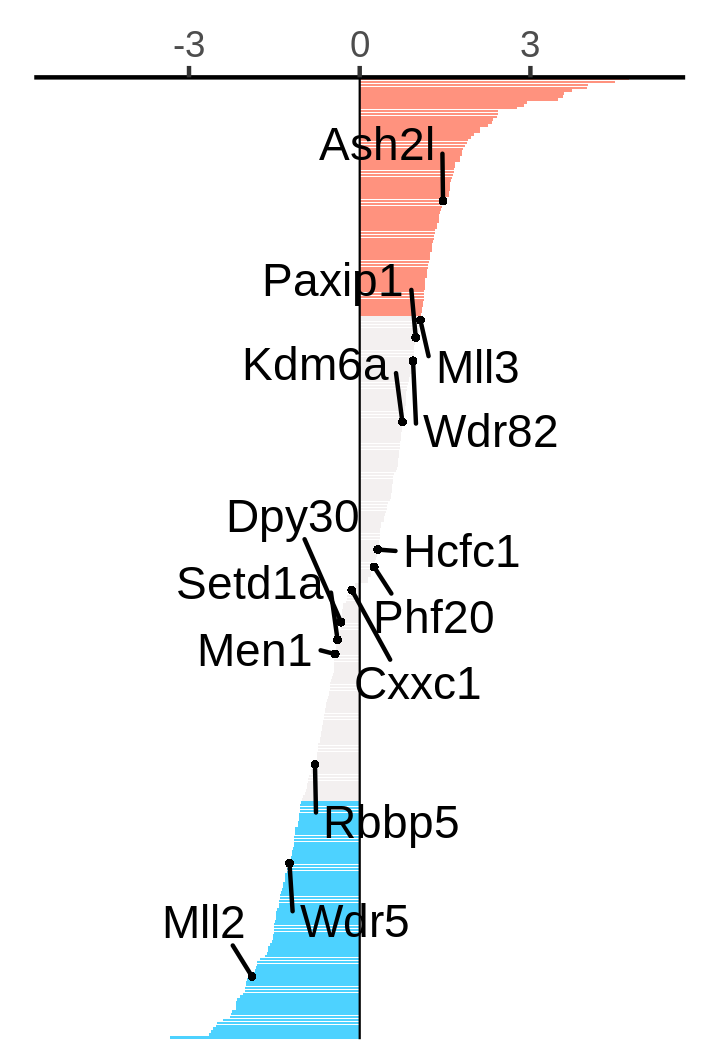 -3 0 3
Ash2l
Paxip1
Kdm6a
Mll3
Wdr82
Dpy30
Hcfc1
Setd1a
Phf20
Men1
Cxxc1
Rbbp5
Mll2
Wdr5